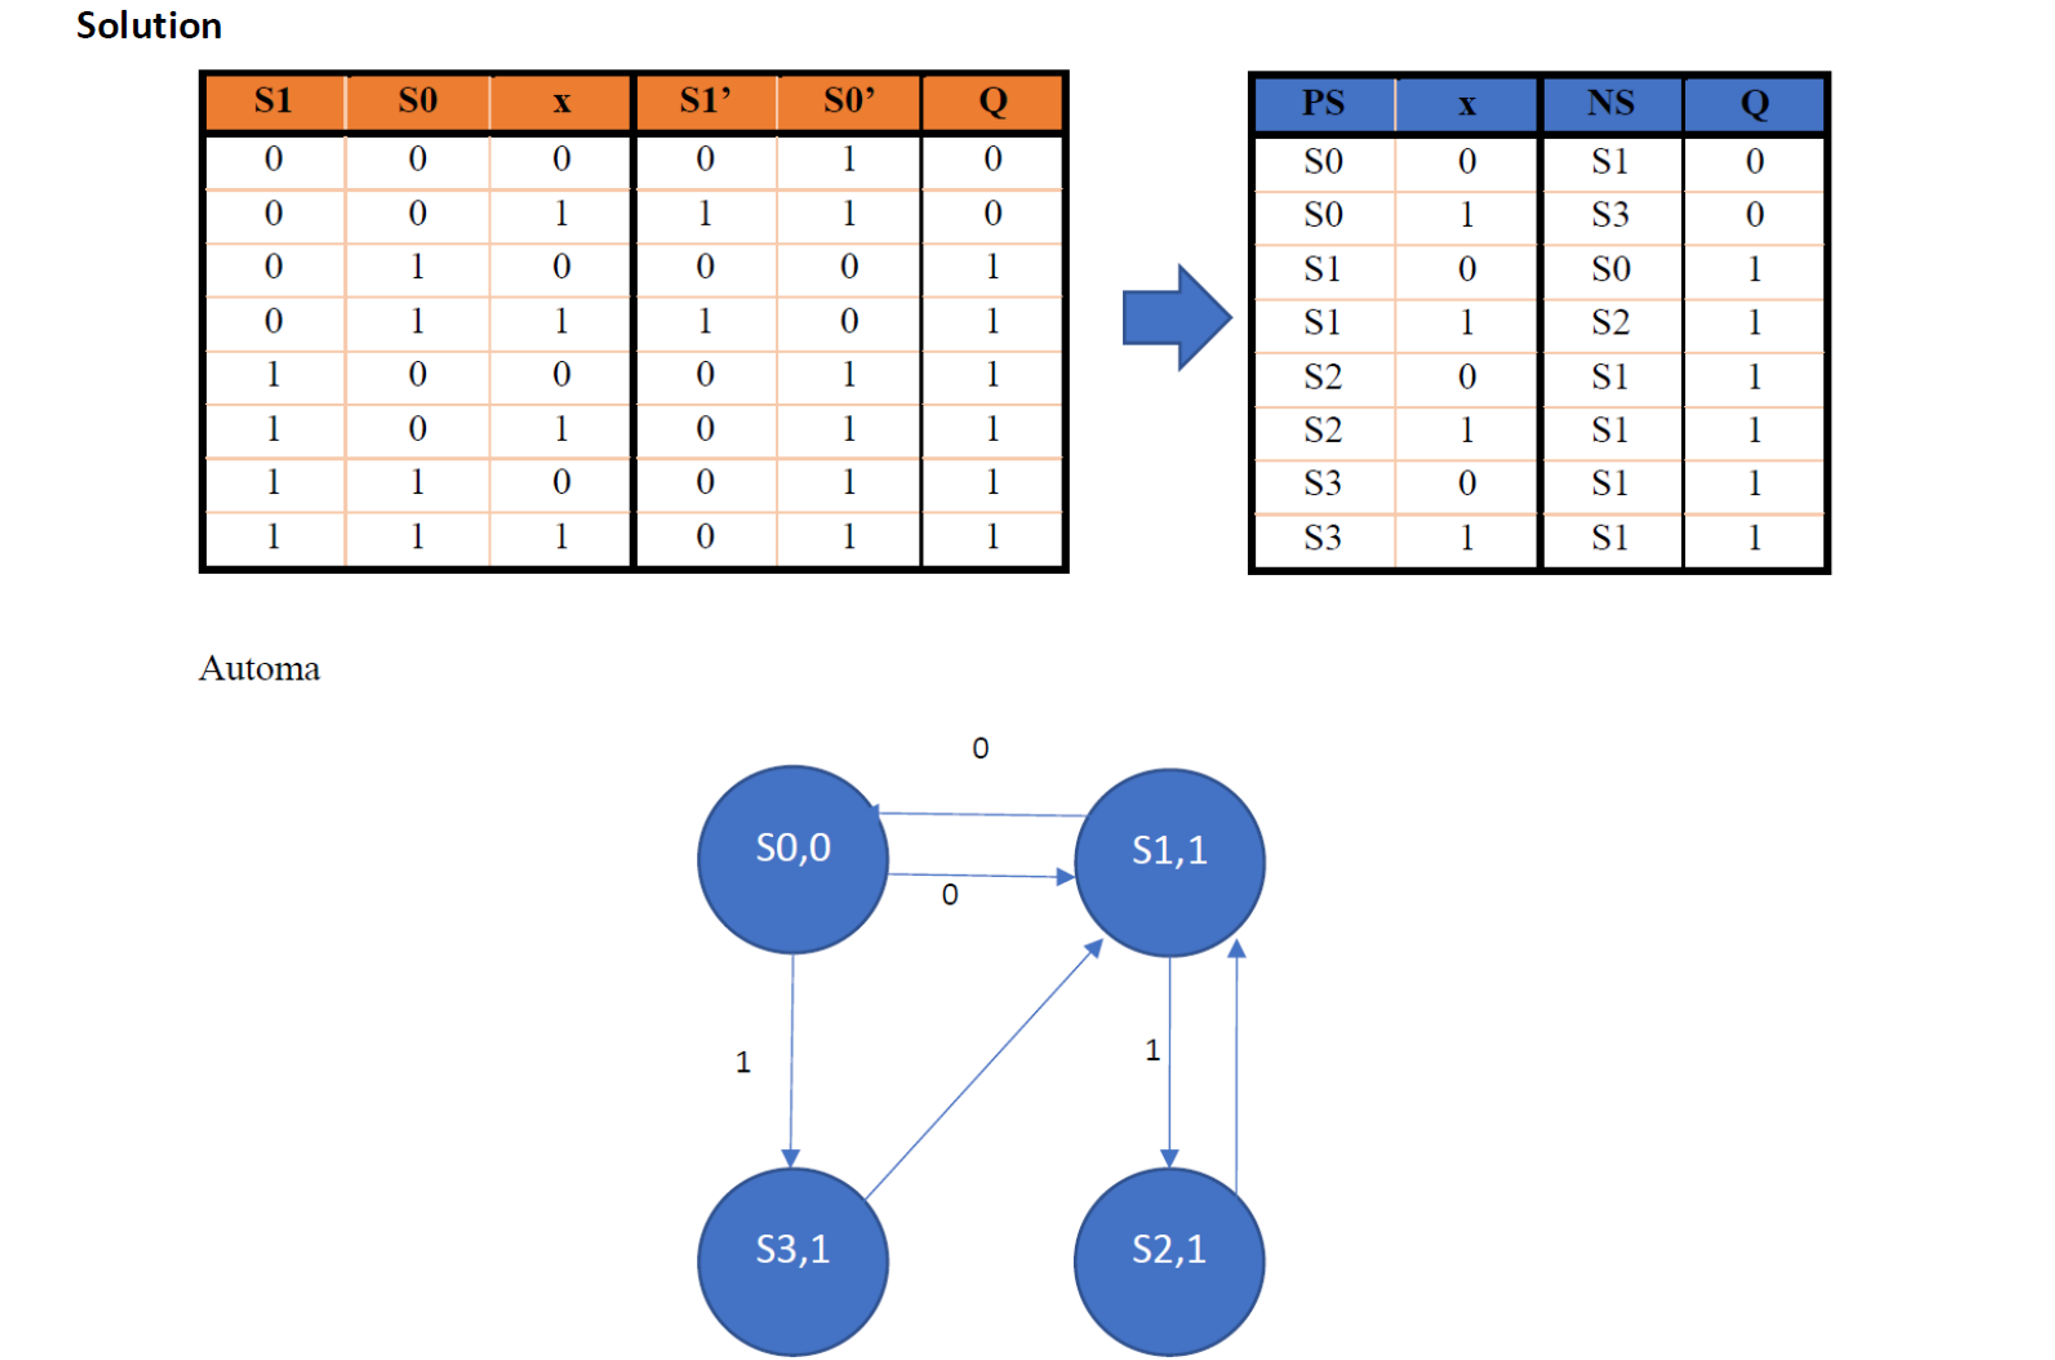 Solution
S1 S0 x S1’ S0’ Q
0 0 0 0 1 0
0 0 1 1 1 0
0 1 0 0 0 1
0 1 1 1 0 1
1 0 0 0 1 1
1 0 1 0 1 1
1 1 0 0 1 1
1 1 1 0 1 1
PS x NS Q
S0 0 S1 0
S0 1 S3 0
S1 0 S0 1
S1 1 S2 1
S2 0 S1 1
S2 1 S1 1
S3 0 S1 1
S3 1 S1 1
Automa
0
S0,0 S1,1
0
1 1
S3,1 S2,1